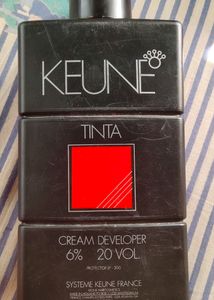 KEUNE
TINTA
CREAM DEVELOPER
6% 20 VOL.
SYSTEME KEUNE FRANCE